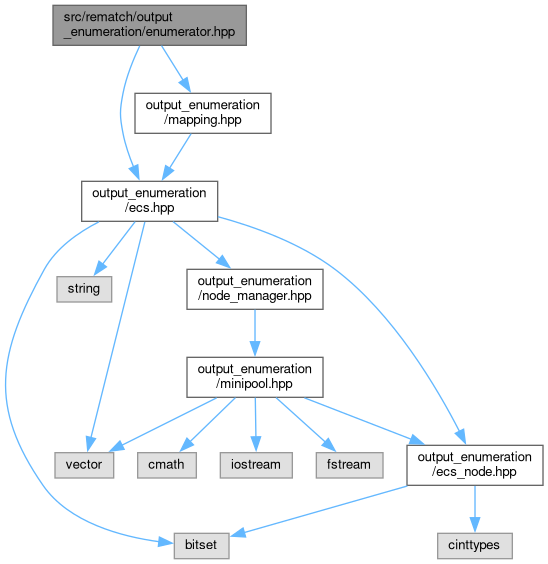 src/rematch/output
_enumeration/enumerator.hpp
output_enumeration
/mapping.hpp
output_enumeration
/ecs.hpp
string
output_enumeration
/node_manager.hpp
output_enumeration
/minipool.hpp
vector
cmath
iostream
fstream
output_enumeration
/ecs_node.hpp
bitset
cinttypes